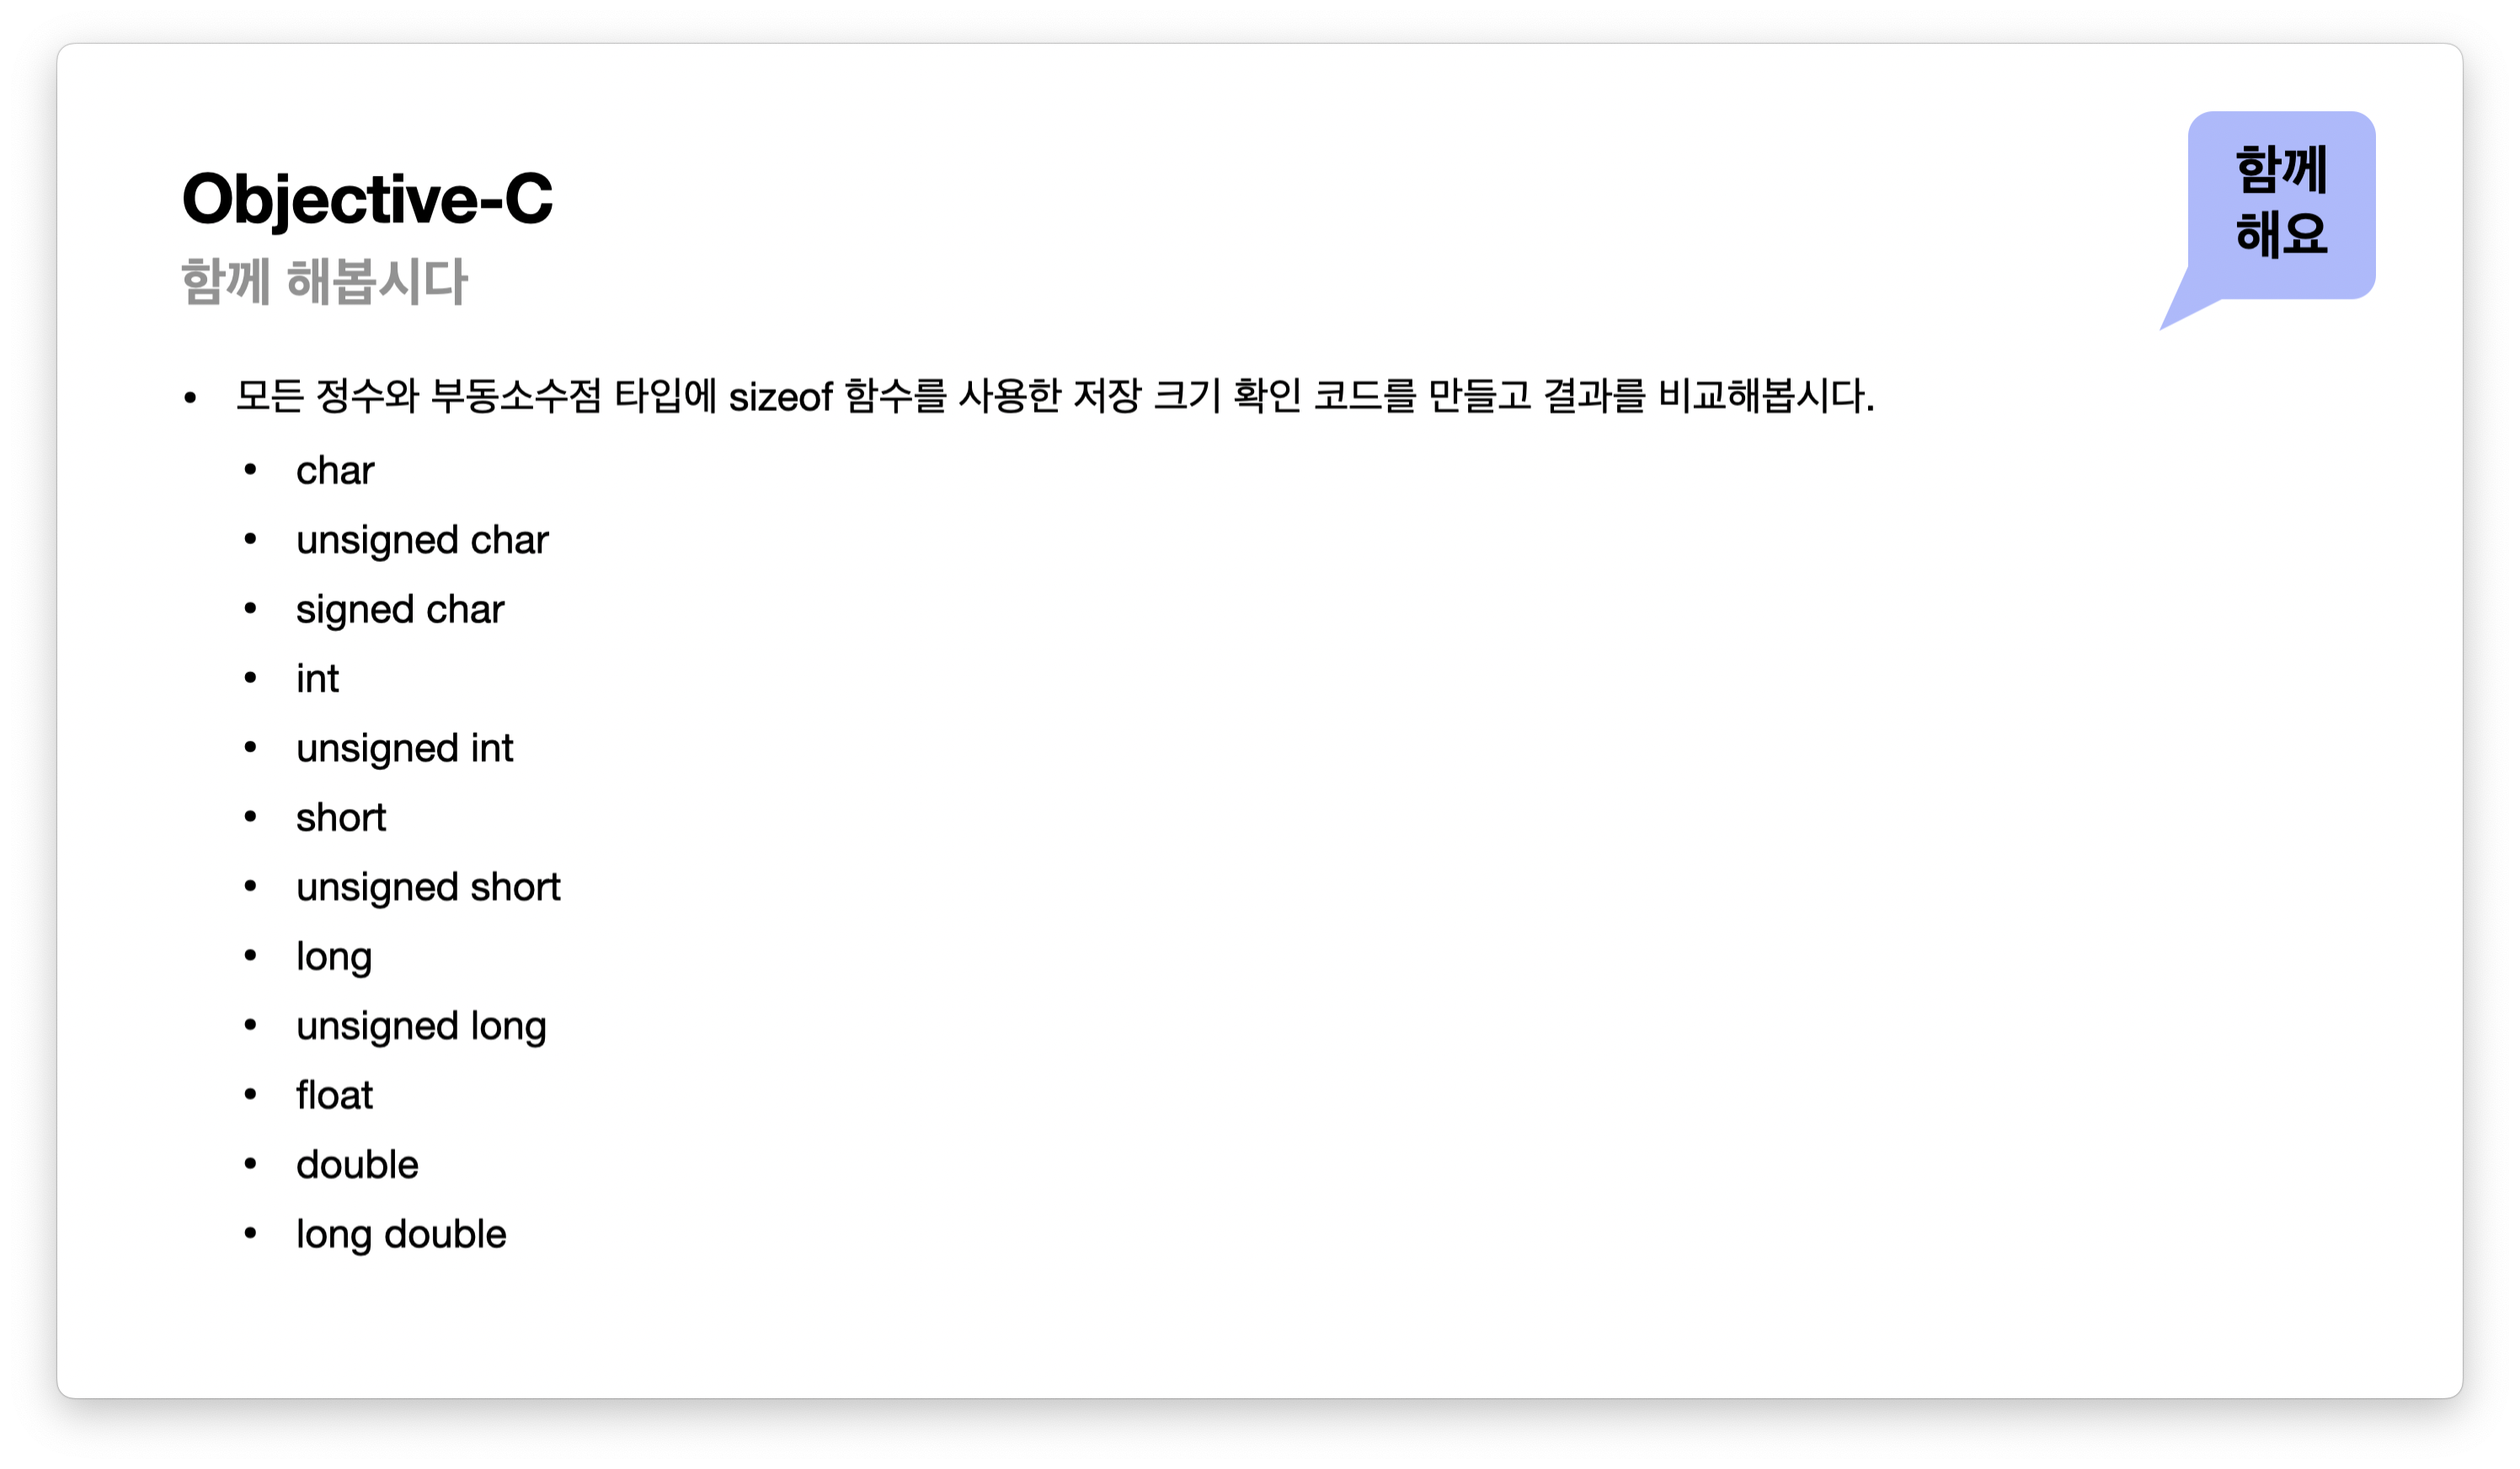 Objective-C
함께 해봅시다
함께
해요
• 모든 정수와 부동소수점 타입에 sizeof 함수를 사용한 저장 크기 확인 코드를 만들고 결과를 비교해봅시다.
• char
• unsigned char
• signed char
• int
• unsigned int
• short
• unsigned short
• long
• unsigned long
• float
• double
• long double